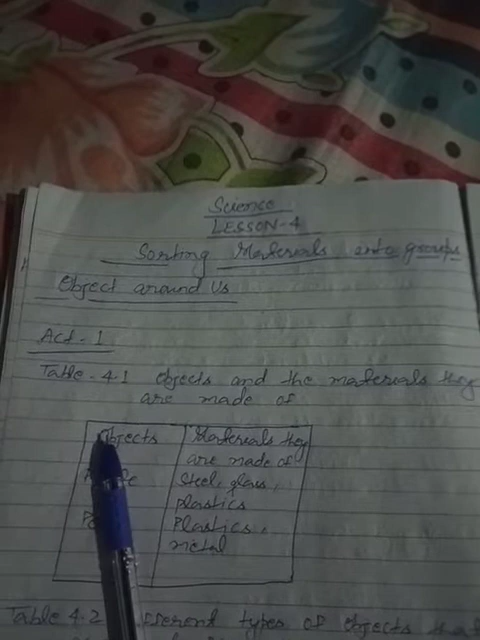 Science
LESSON-4
Sorting Materials into groups
Object around Us
Act-1
Table-4.1 Objects and the materials they
are made of
Objects
Materials they
are made of
Steel, glass,
plastics
Plastics,
metal
Table 4.2 types of objects